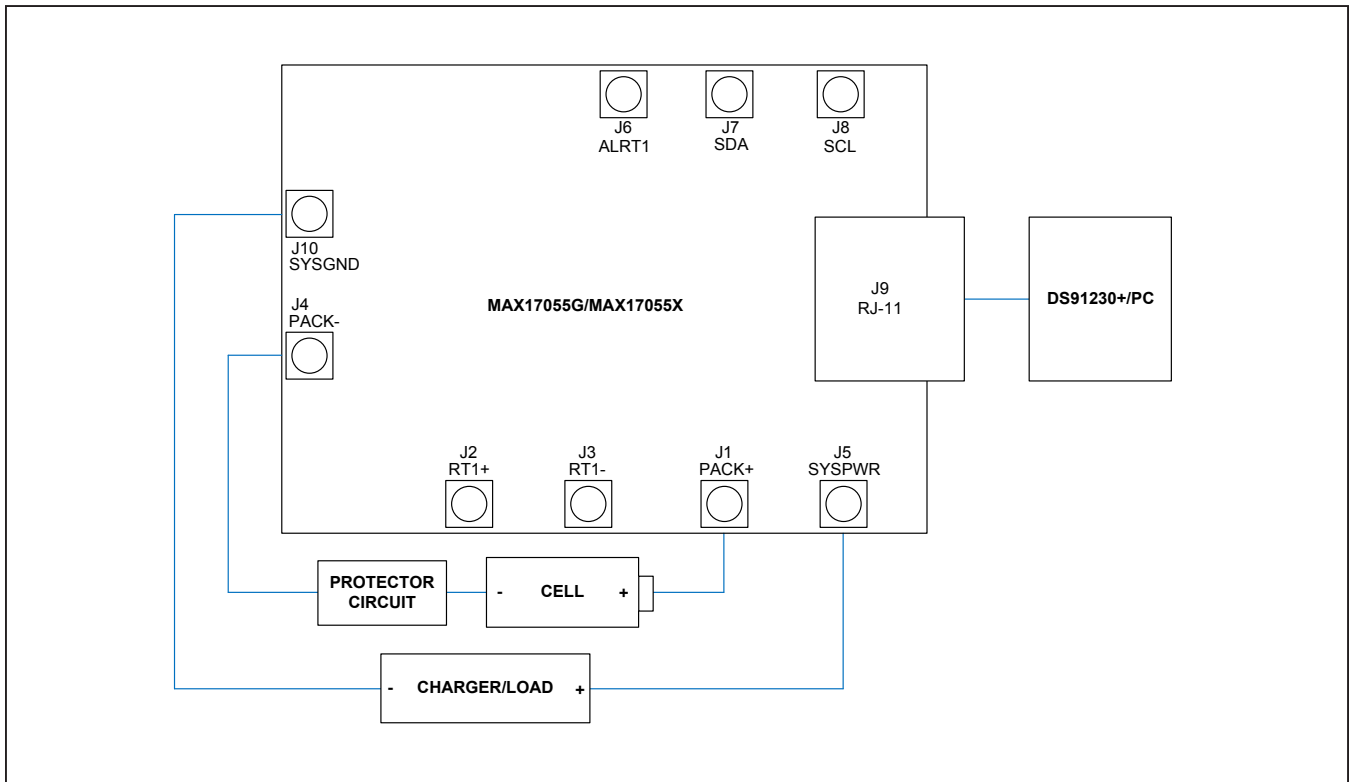 J6
ALRT1
J7
SDA
J8
SCL
J10
SYSGND
J4
PACK-
MAX17055G/MAX17055X
J9
RJ-11
DS91230+/PC
J2
RT1+
J3
RT1-
J1
PACK+
J5
SYSPWR
PROTECTOR
CIRCUIT
- CELL +
- CHARGER/LOAD +